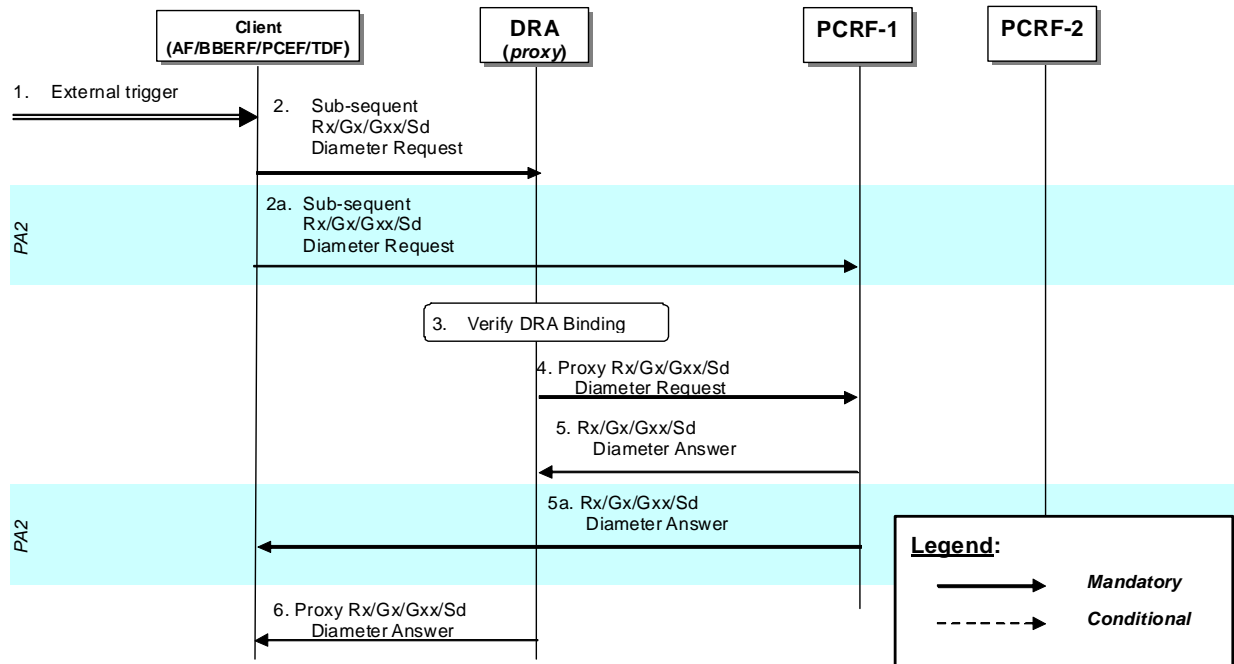 Client
(AF/BBERF/PCEF/TDF)
DRA
(proxy)
PCRF-1
PCRF-2
1. External trigger
2. Sub-sequent
Rx/Gx/Gxx/Sd
Diameter Request
PA2
2a. Sub-sequent
Rx/Gx/Gxx/Sd
Diameter Request
3. Verify DRA Binding
4. Proxy Rx/Gx/Gxx/Sd
Diameter Request
5. Rx/Gx/Gxx/Sd
Diameter Answer
PA2
5a. Rx/Gx/Gxx/Sd
Diameter Answer
6. Proxy Rx/Gx/Gxx/Sd
Diameter Answer
Legend:
Mandatory
Conditional